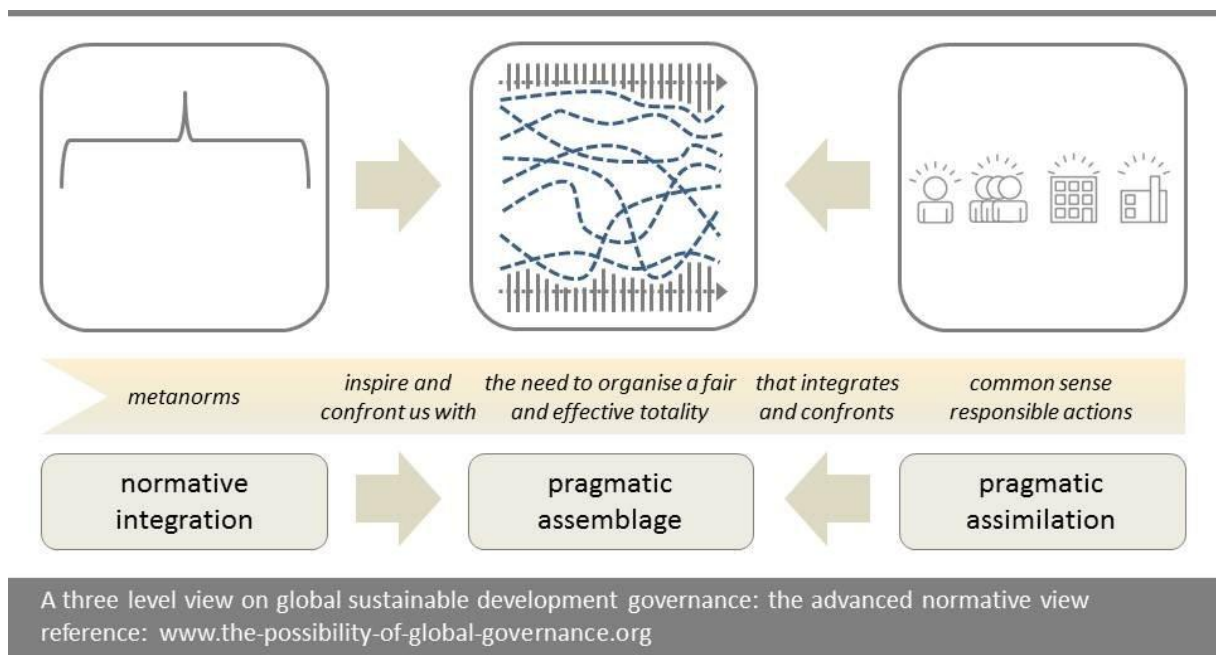 metanorms
inspire and
confront us with
the need to organise a fair
and effective totality
that integrates
and confronts
common sense
responsible actions
normative
integration
pragmatic
assemblage
pragmatic
assimilation
A three level view on global sustainable development governance: the advanced normative view
reference: www.the-possibility-of-global-governance.org